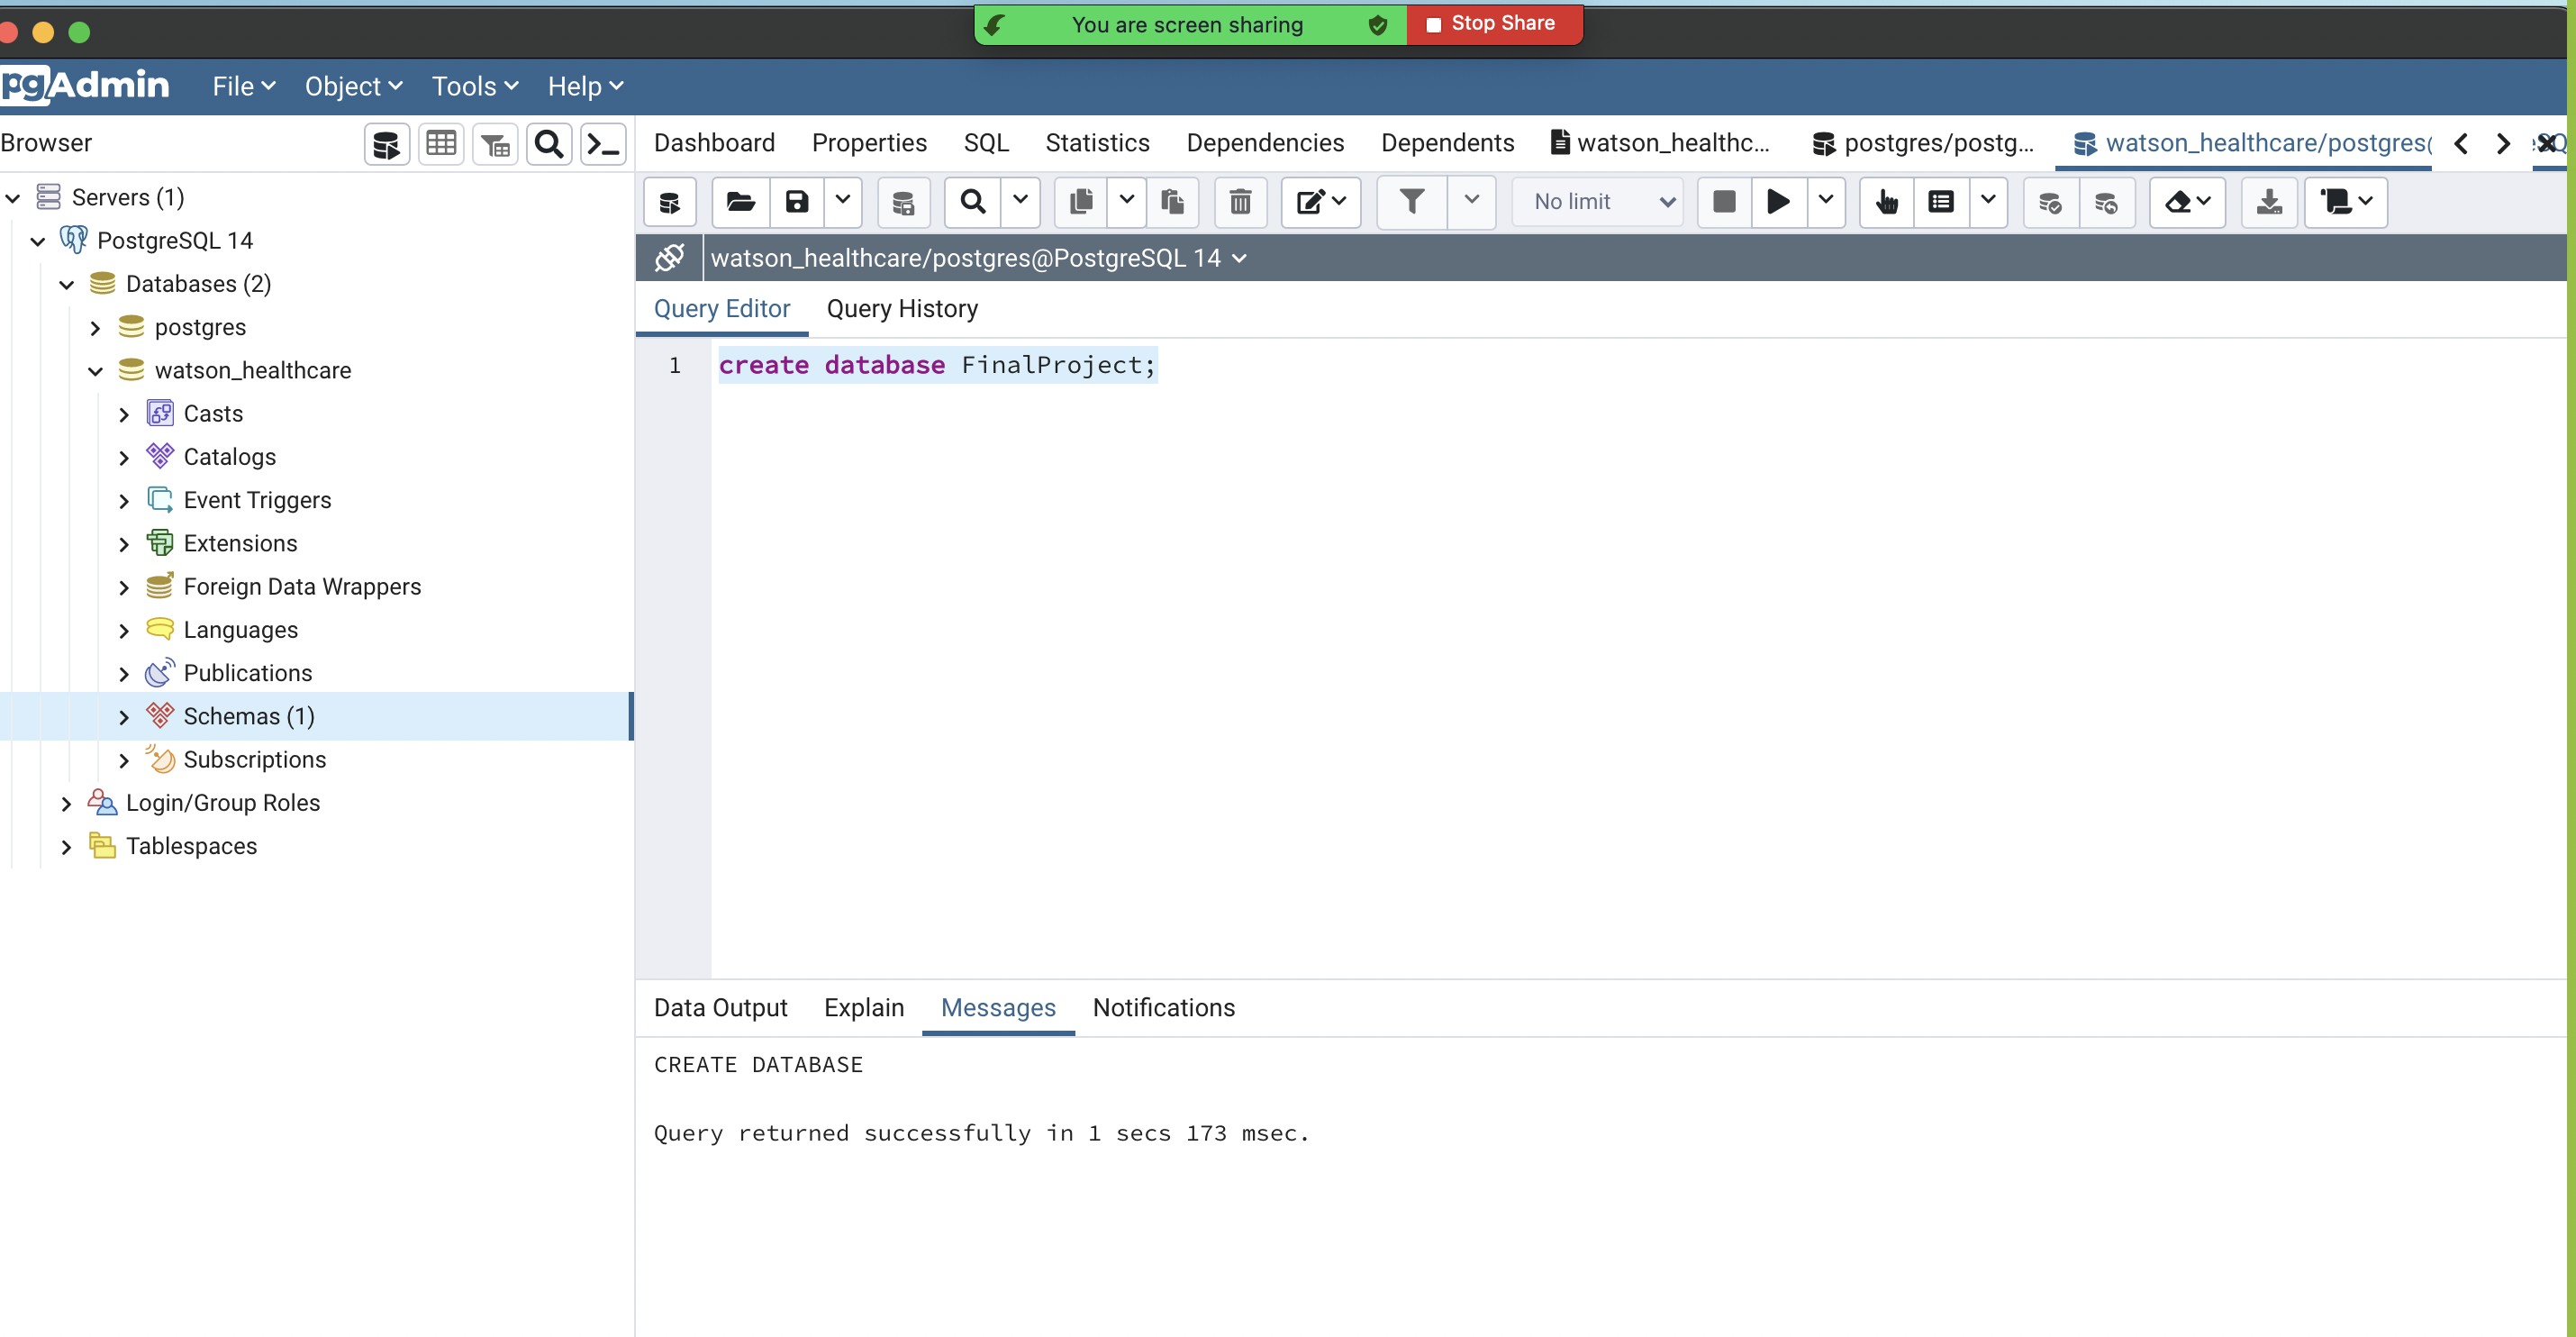 You are screen sharing
Stop Share
pgAdmin
File
Object
Tools
Help
Browser
Dashboard
Properties
SQL
Statistics
Dependencies
Dependents
watson_healthc...
postgres/postg...
watson_healthcare/postgres
Servers (1)
PostgreSQL 14
Databases (2)
postgres
watson_healthcare
Casts
Catalogs
Event Triggers
Extensions
Foreign Data Wrappers
Languages
Publications
Schemas (1)
Subscriptions
Login/Group Roles
Tablespaces
No limit
watson_healthcare/postgres@PostgreSQL 14
Query Editor
Query History
1 create database FinalProject;
Data Output
Explain
Messages
Notifications
CREATE DATABASE
Query returned successfully in 1 secs 173 msec.